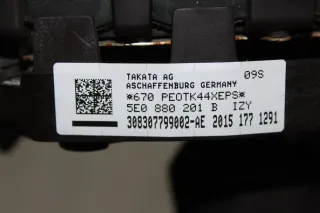 TAKATA AG 09S
ASCHAFFENBURG GERMANY
*670 PEOTK44XEPS*
5E0 880 201 B IZY
308307799002-AE 2015 177 1291